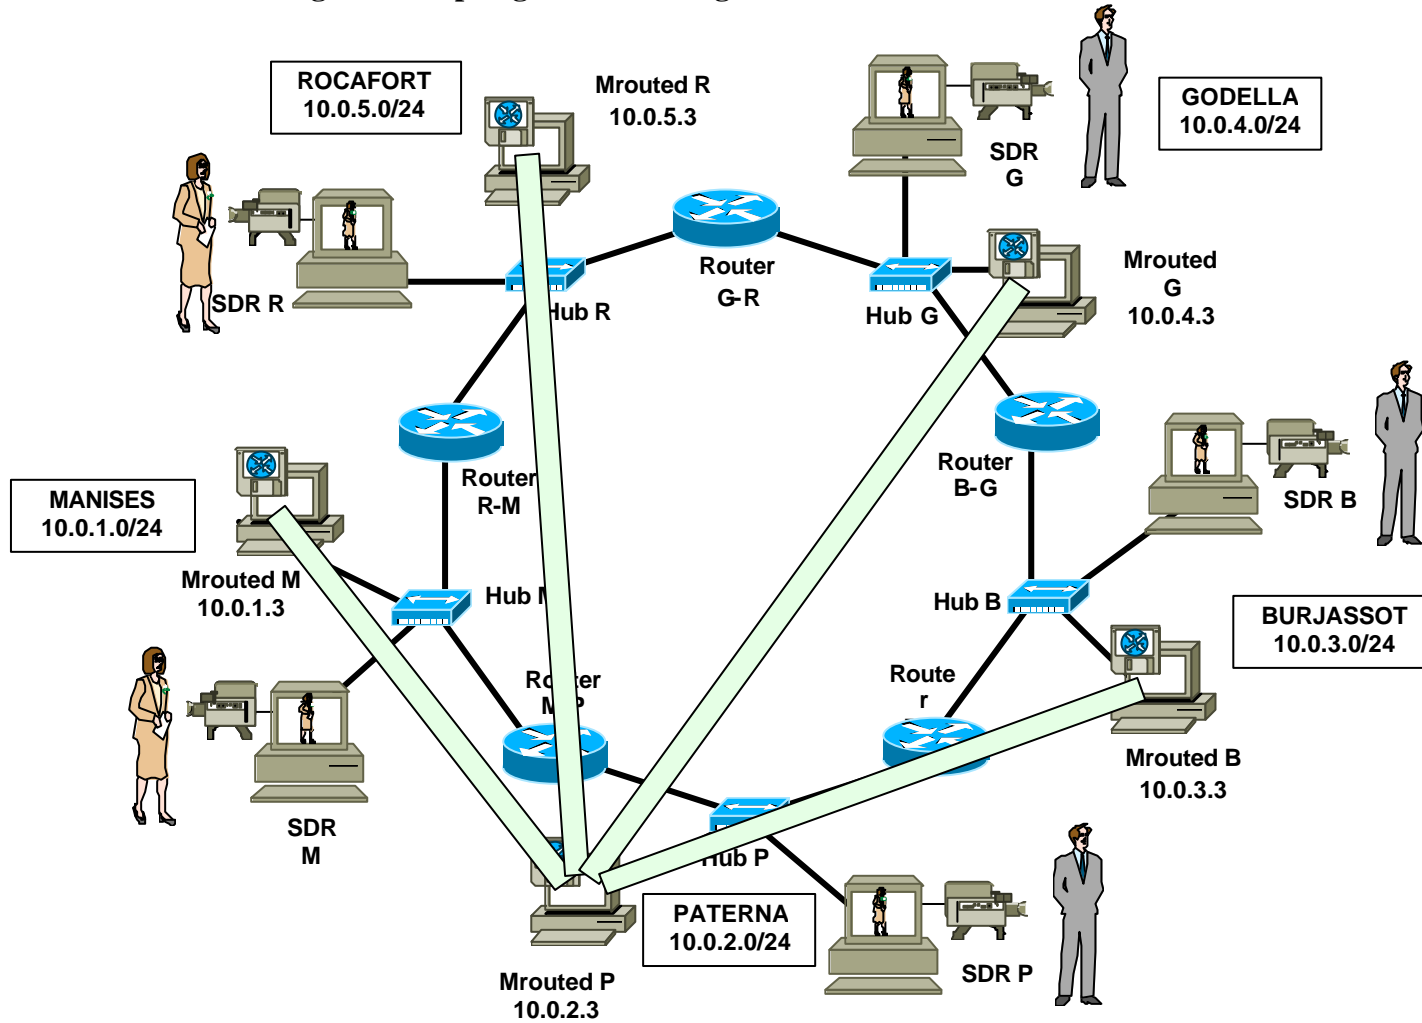 ROCAFORT
10.0.5.0/24
Mrouted R
10.0.5.3
GODELLA
10.0.4.0/24
SDR
G
SDR R
Hub R
Router
G-R
Hub G
Mrouted
G
10.0.4.3
MANISES
10.0.1.0/24
Router
R-M
Router
B-G
SDR B
Mrouted M
10.0.1.3
Hub M
Hub B
BURJASSOT
10.0.3.0/24
Router
M-P
Route
r
Mrouted B
10.0.3.3
SDR
M
Hub P
PATERNA
10.0.2.0/24
SDR P
Mrouted P
10.0.2.3